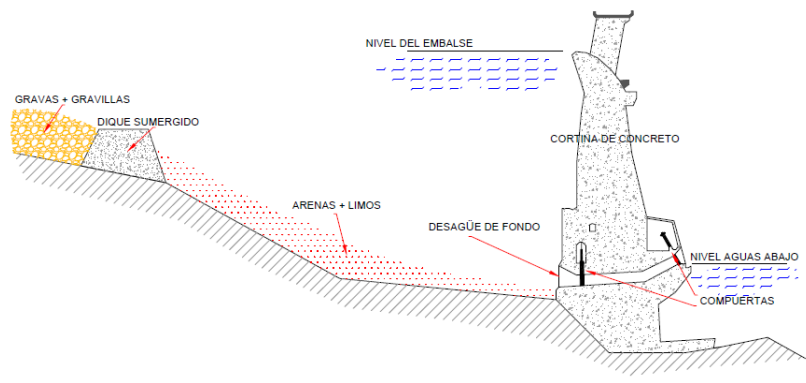 NIVEL DEL EMBALSE
GRAVAS + GRAVILLAS
DIQUE SUMERGIDO
CORTINA DE CONCRETO
ARENAS + LIMOS
DESAGÜE DE FONDO
NIVEL AGUAS ABAJO
COMPUERTAS